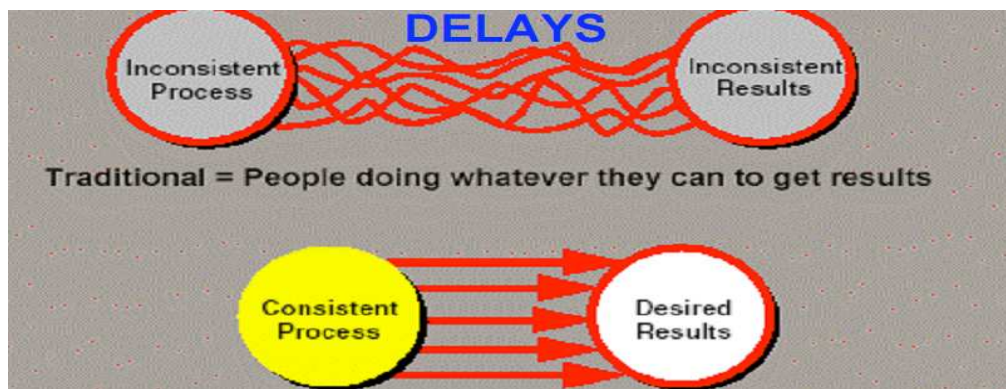 DELAYS
Inconsistent
Process
Inconsistent
Results
Traditional = People doing whatever they can to get results
Consistent
Process
Desired
Results